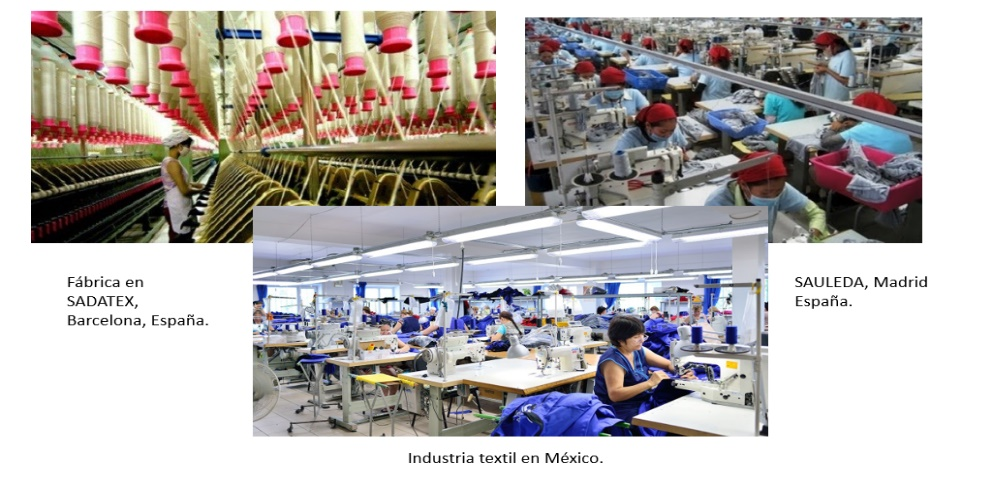 Fábrica en
SADATEX,
Barcelona, España.
SAULEDA, Madrid
España.
Industria textil en México.